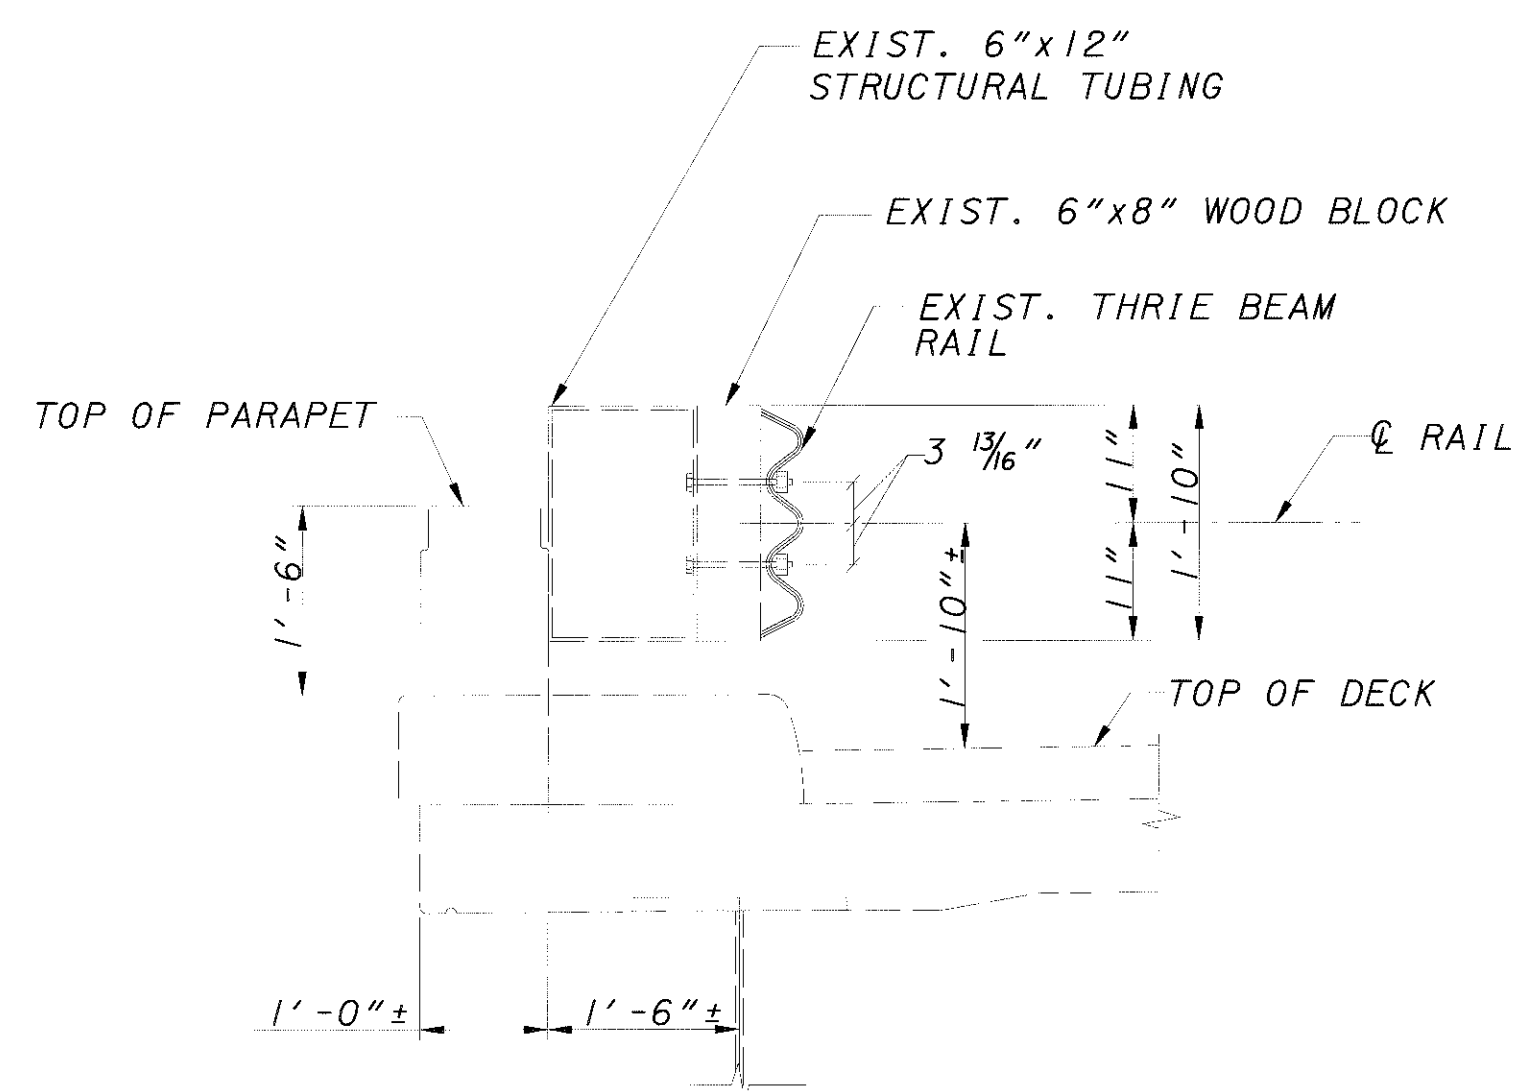 EXIST. 6"x12"
STRUCTURAL TUBING
EXIST. 6"x8" WOOD BLOCK
EXIST. THRIE BEAM
RAIL
TOP OF PARAPET
3 13/16"
℄ RAIL
11"
1'-10"
1'-6"
1'-10"±
11"
TOP OF DECK
1'-0"±
1'-6"±